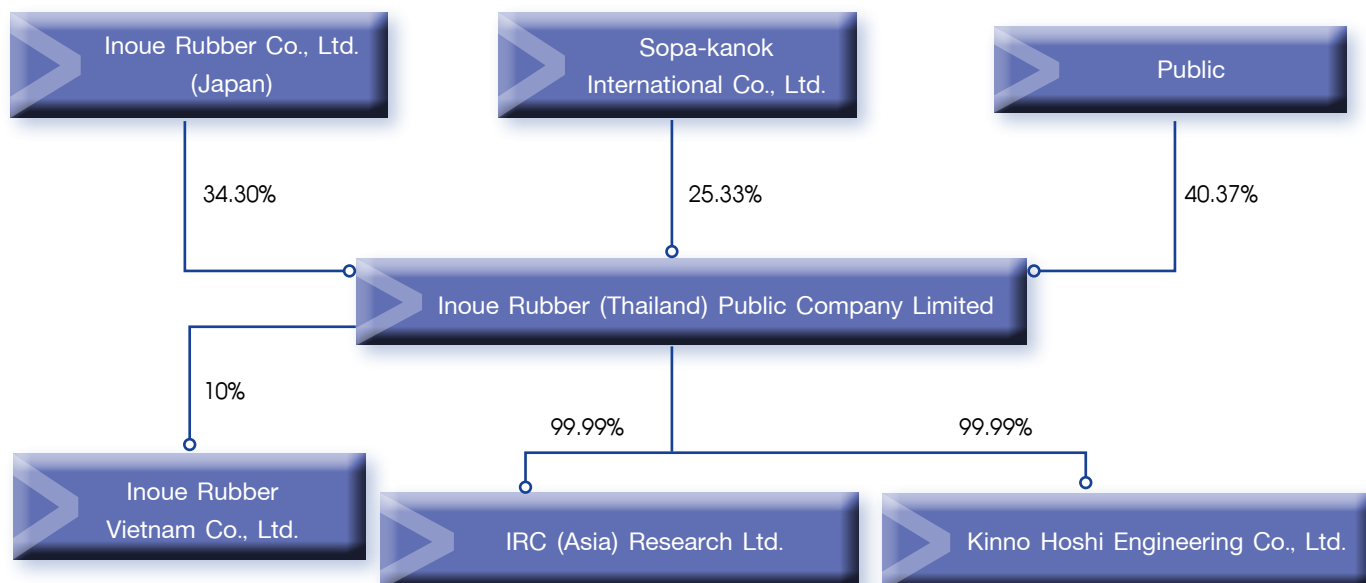 Inoue Rubber Co., Ltd.
(Japan)
Sopa-kanok
International Co., Ltd.
Public
34.30%
25.33%
40.37%
Inoue Rubber (Thailand) Public Company Limited
10%
99.99%
99.99%
Inoue Rubber
Vietnam Co., Ltd.
IRC (Asia) Research Ltd.
Kinno Hoshi Engineering Co., Ltd.